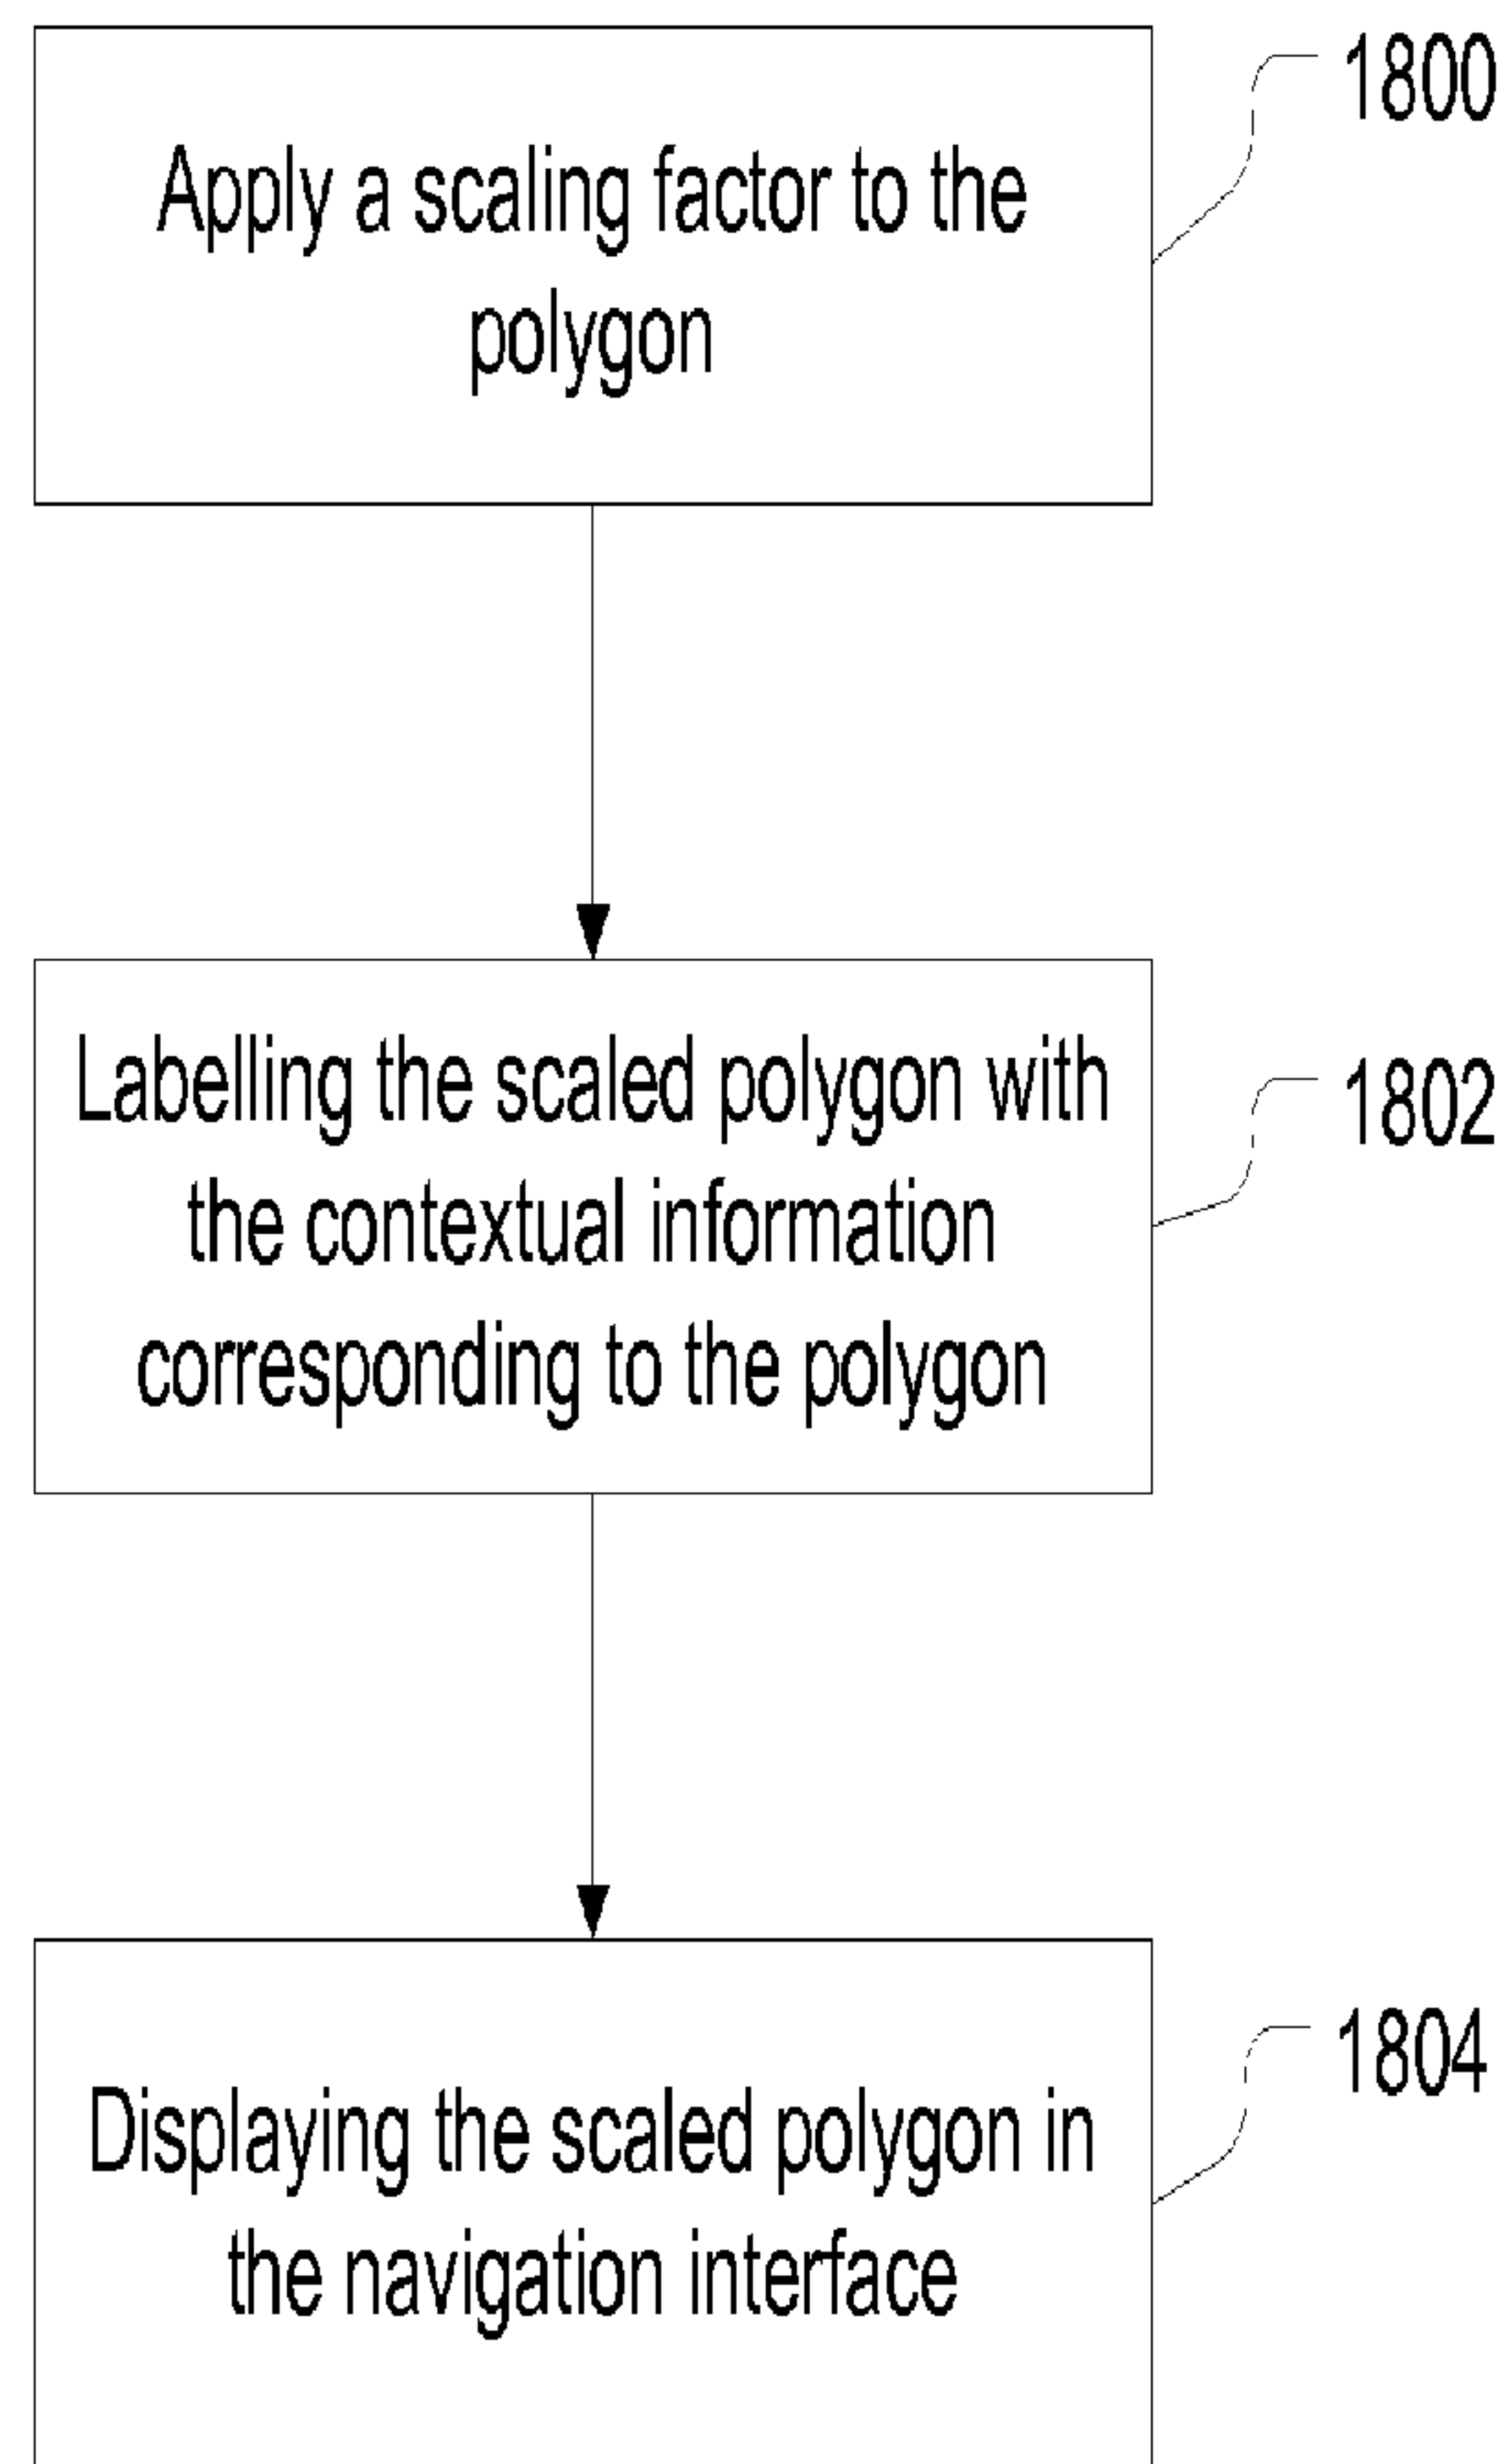 Apply a scaling factor to the
polygon
1800
Labelling the scaled polygon with
the contextual information
corresponding to the polygon
1802
Displaying the scaled polygon in
the navigation interface
1804